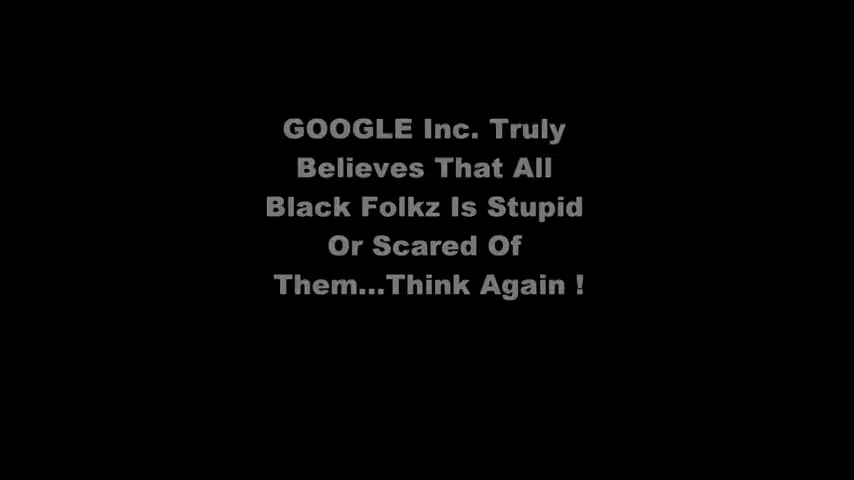 GOOGLE Inc. Truly
Believes That All
Black Folkz Is Stupid
Or Scared Of
Them...Think Again !